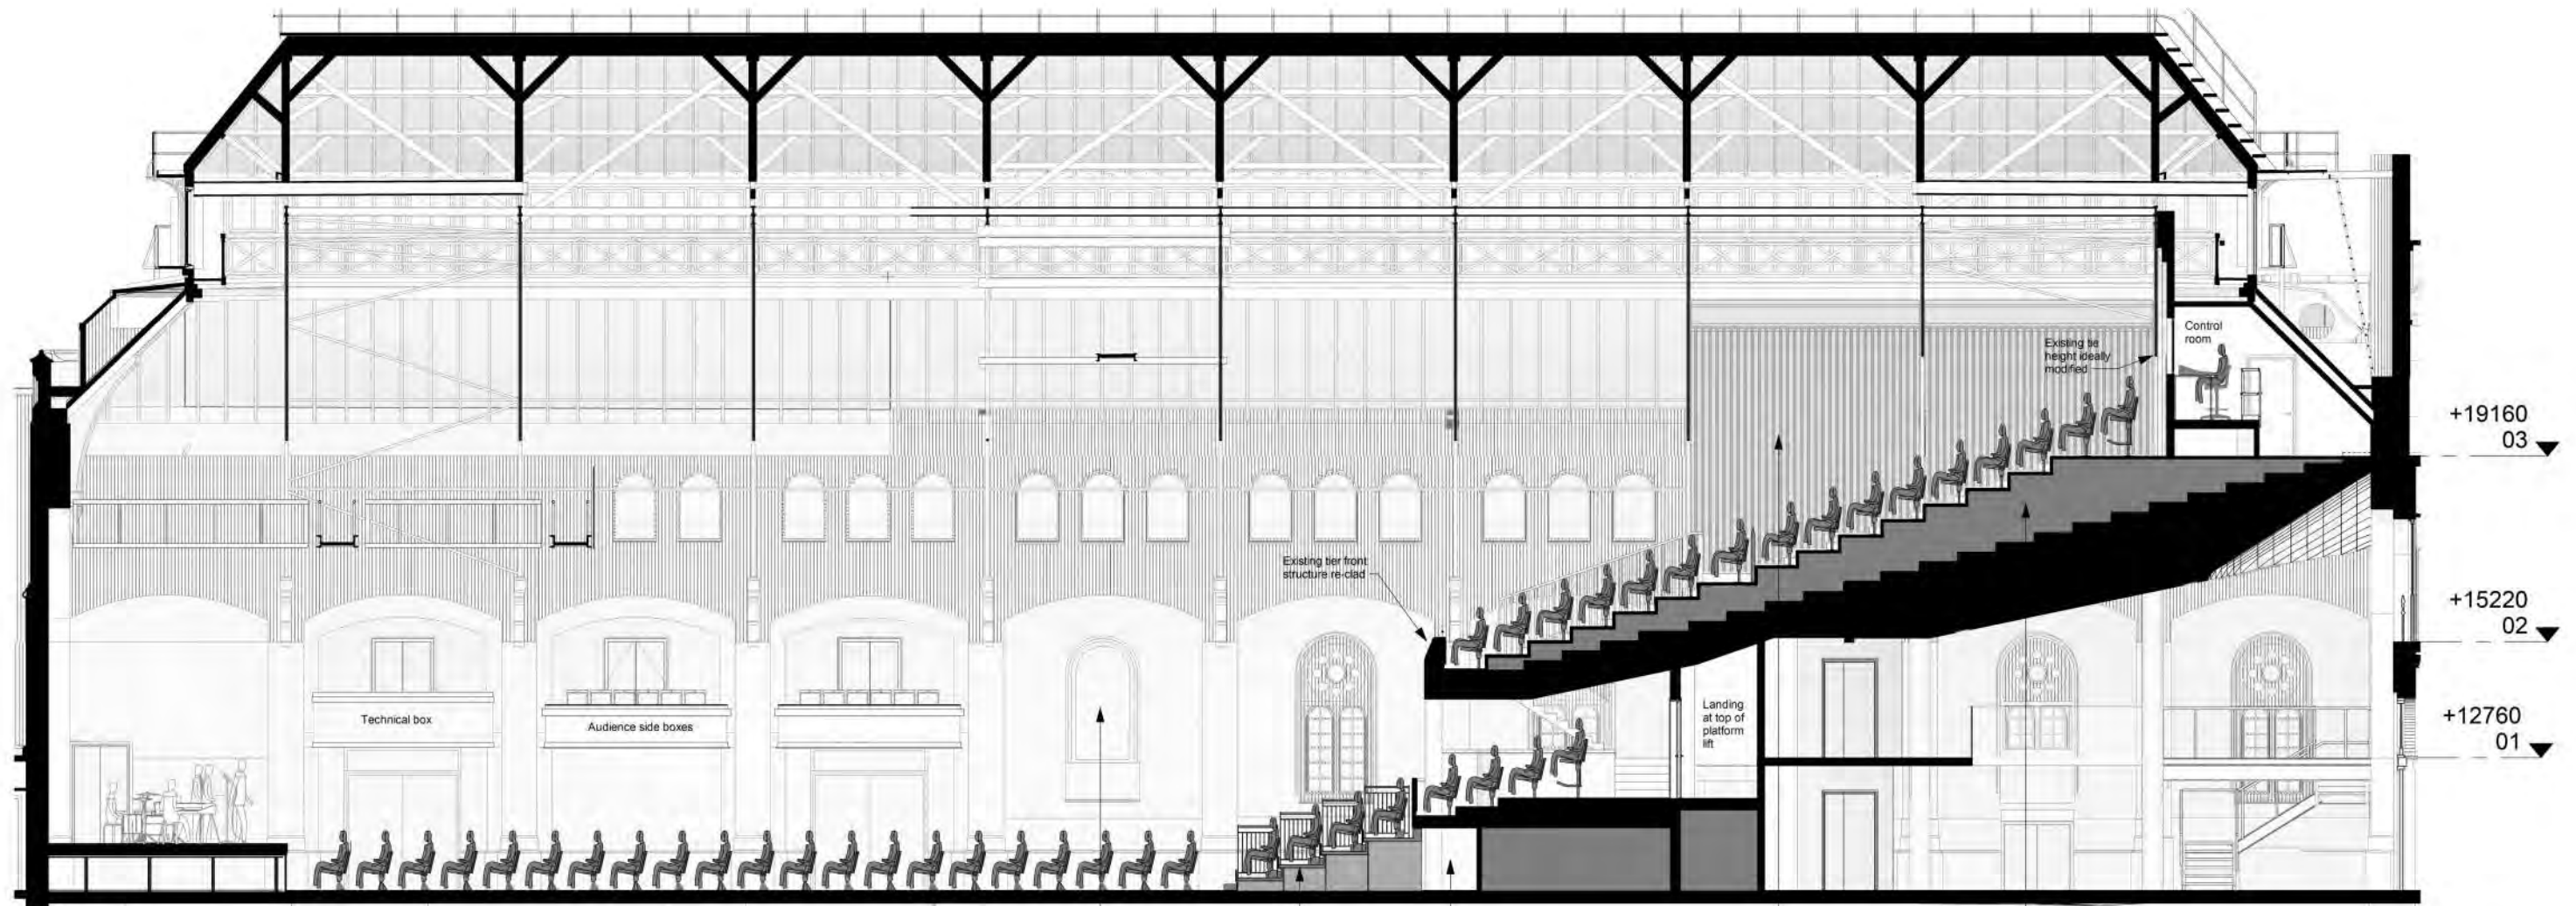 Control
room
Existing tie
height ideally
modified
+19160
03
Existing tier front
structure re-clad
+15220
02
Technical box
Audience side boxes
Landing
at top of
platform
lift
+12760
01